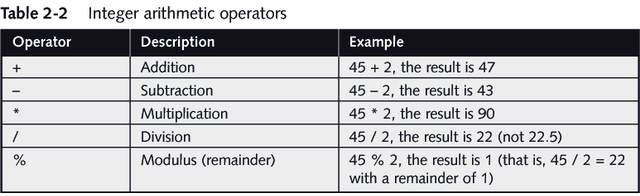 Table 2-2 Integer arithmetic operators
Operator Description Example
+ Addition 45 + 2, the result is 47
– Subtraction 45 – 2, the result is 43
* Multiplication 45 * 2, the result is 90
/ Division 45 / 2, the result is 22 (not 22.5)
% Modulus (remainder) 45 % 2, the result is 1 (that is, 45 / 2 = 22
with a remainder of 1)